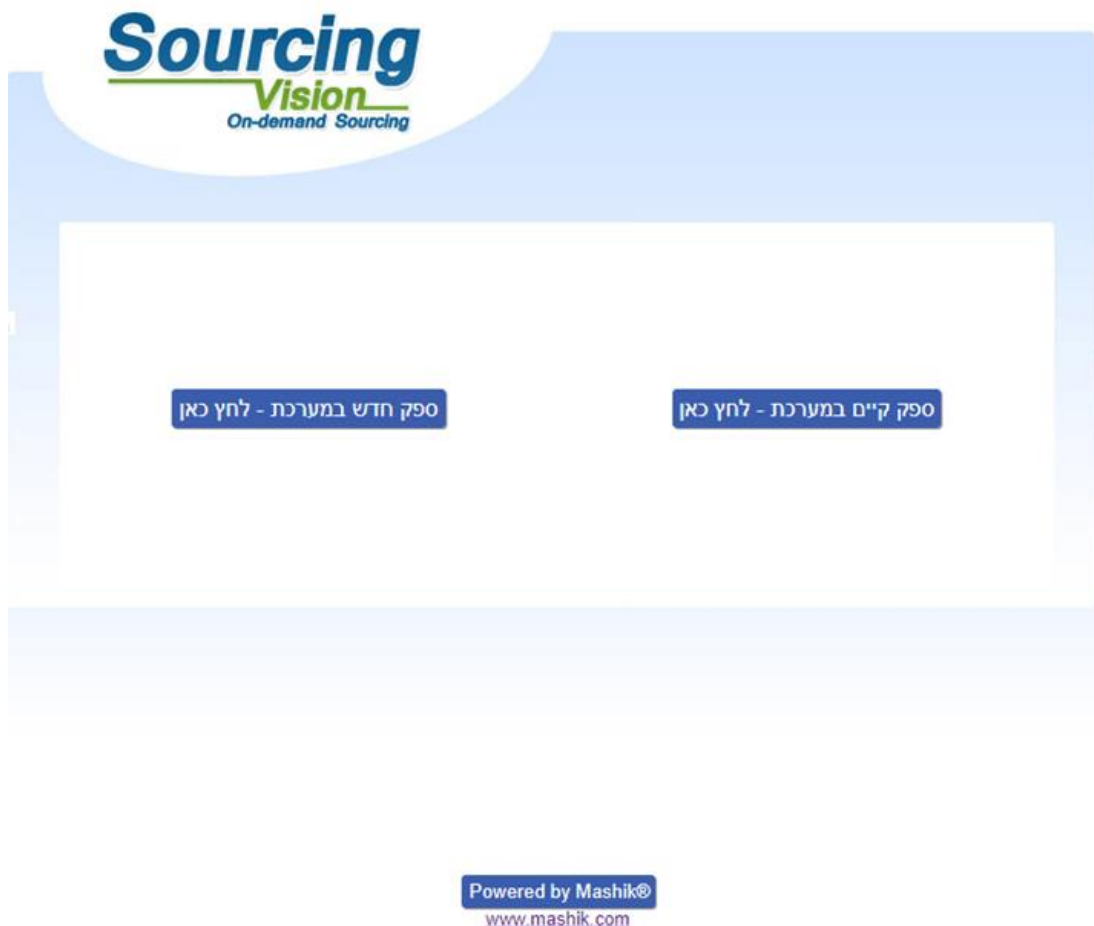 Sourcing
Vision
On-demand Sourcing
ספק קיים במערכת - לחץ כאן
ספק חדש במערכת - לחץ כאן
Powered by Mashik®
www.mashik.com